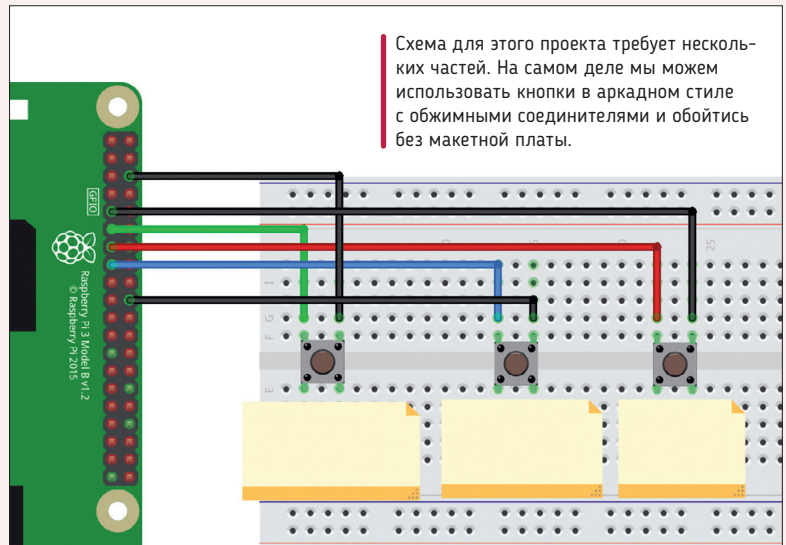 Схема для этого проекта требует несколь-
ких частей. На самом деле мы можем
использовать кнопки в аркадном стиле
с обжимными соединителями и обойтись
без макетной платы.
GPIO
Raspberry Pi 3 Model B v1.2
© Raspberry Pi 2015
25
I
G
F
E